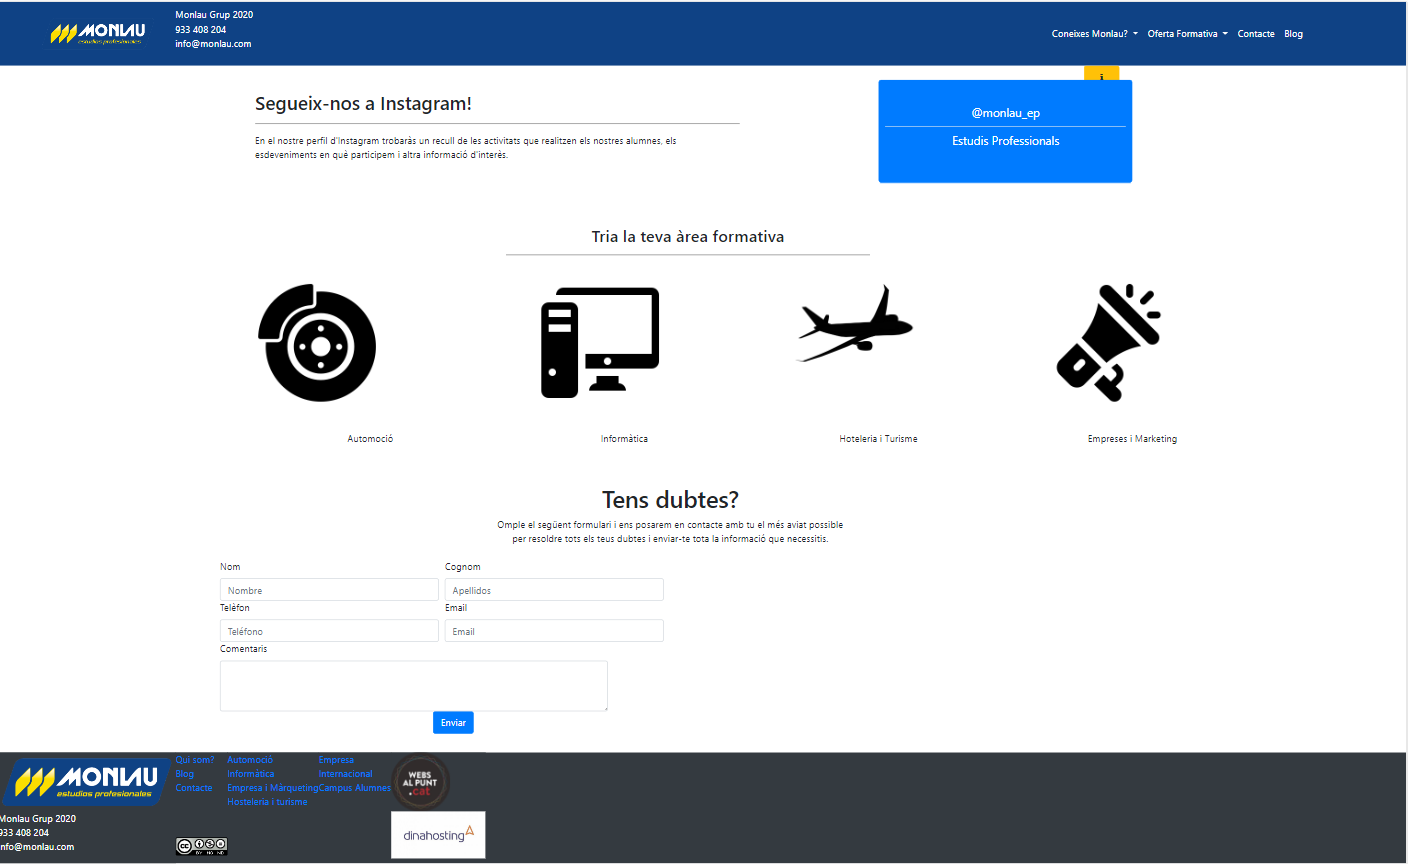 MONLAU
estudios profesionales
Monlau Grup 2020
933 408 204
info@monlau.com
Coneixes Monlau?
Oferta Formativa
Contacte
Blog
i
Segueix-nos a Instagram!
En el nostre perfil d'Instagram trobaràs un recull de les activitats que realitzen els nostres alumnes, els
esdeveniments en què participem i altra informació d'interès.
@monlau_ep
Estudis Professionals
Tria la teva àrea formativa
Automoció
Informàtica
Hoteleria i Turisme
Empreses i Marketing
Tens dubtes?
Omple el següent formulari i ens posarem en contacte amb tu el més aviat possible
per resoldre tots els teus dubtes i enviar-te tota la informació que necessitis.
Nom
Cognom
Nombre
Apellidos
Telèfon
Email
Teléfono
Email
Comentaris
Enviar
MONLAU
estudios profesionales
Monlau Grup 2020
933 408 204
info@monlau.com
Qui som?
Blog
Contacte
Automoció
Informàtica
Empresa i Màrqueting
Hosteleria i turisme
Empresa
Internacional
Campus Alumnes
WEBS
AL PUNT
.cat
dinahosting
cc
BY NC ND